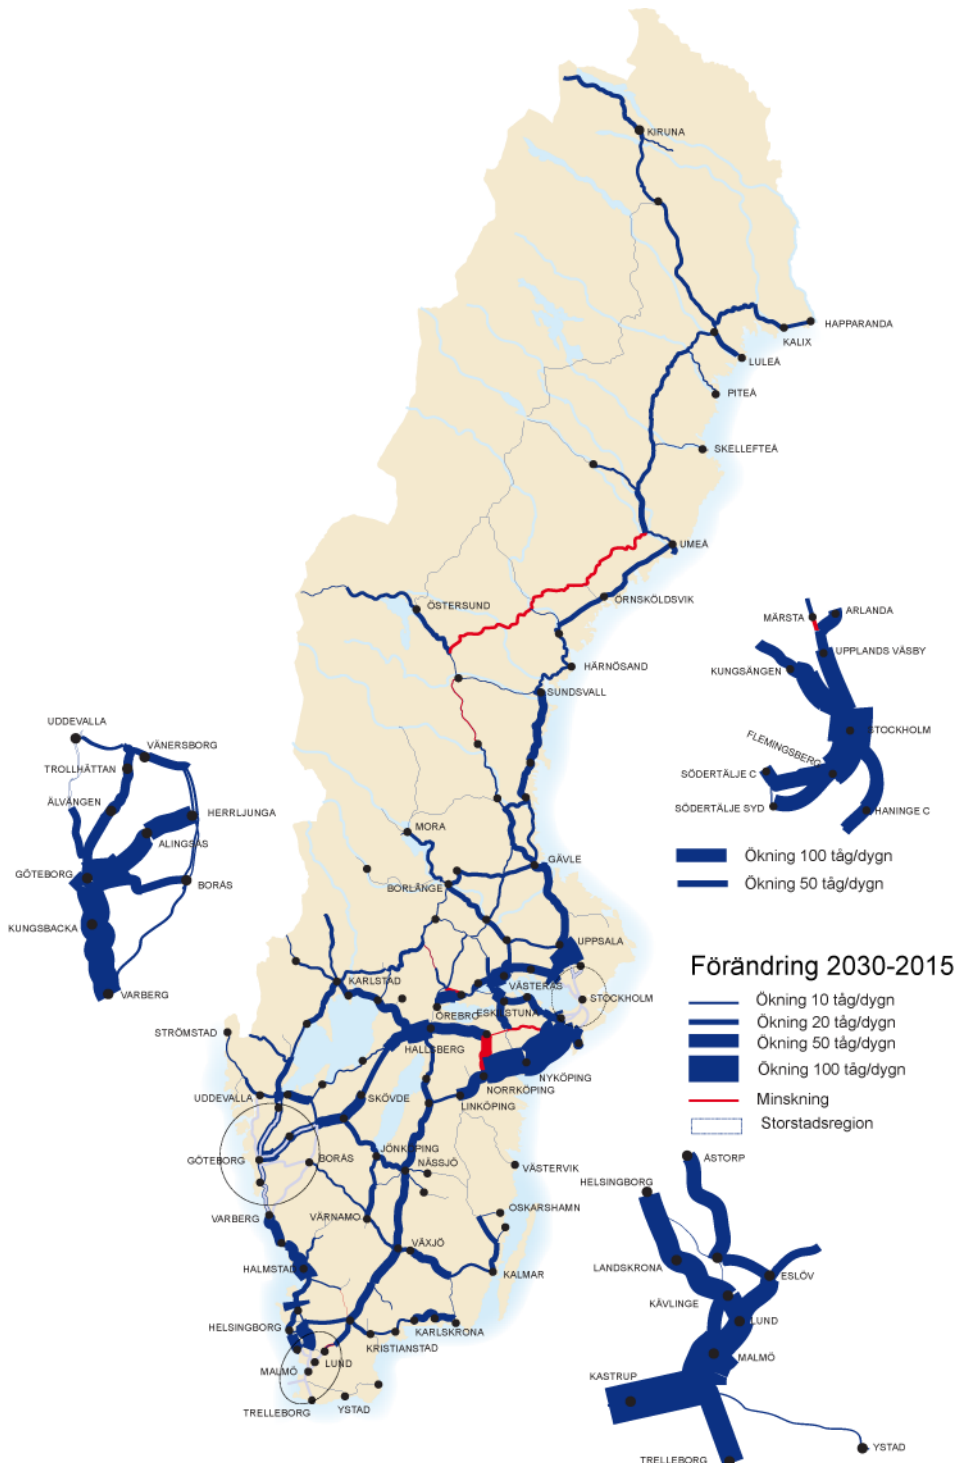 KIRUNA
HAPPARANDA
KALIX
LULEÅ
PITEÅ
SKELLEFTEÅ
UMEÅ
ÖRNSKÖLDSVIK
ÖSTERSUND
HÄRNÖSAND
SUNDSVALL
MÄRSTA
ARLANDA
UPPLANDS VÄSBY
KUNGSÄNGEN
STOCKHOLM
FLEMINGSBERG
SÖDERTÄLJE C
SÖDERTÄLJE SYD
HANINGE C
Ökning 100 tåg/dygn
Ökning 50 tåg/dygn
UDDEVALLA
VÄNERSBORG
TROLLHÄTTAN
ÄLVÄNGEN
HERRLJUNGA
ALINGSÅS
GÖTEBORG
BORÅS
KUNGSBACKA
VARBERG
MORA
GÄVLE
BORLÄNGE
UPPSALA
KARLSTAD
VÄSTERÅS
STOCKHOLM
ÖREBRO
ESKILSTUNA
STRÖMSTAD
HALLSBERG
NYKÖPING
NORRKÖPING
UDDEVALLA
SKÖVDE
LINKÖPING
JÖNKÖPING
GÖTEBORG
BORÅS
NÄSSJÖ
VÄSTERVIK
OSKARSHAMN
VARBERG
VÄRNAMO
VÄXJÖ
HALMSTAD
KALMAR
HELSINGBORG
KARLSKRONA
KRISTIANSTAD
LUND
MALMÖ
TRELLEBORG
YSTAD
Förändring 2030-2015
Ökning 10 tåg/dygn
Ökning 20 tåg/dygn
Ökning 50 tåg/dygn
Ökning 100 tåg/dygn
Minskning
Storstadsregion
ÅSTORP
HELSINGBORG
LANDSKRONA
ESLÖV
KÄVLINGE
LUND
MALMÖ
KASTRUP
YSTAD
TRELLEBORG